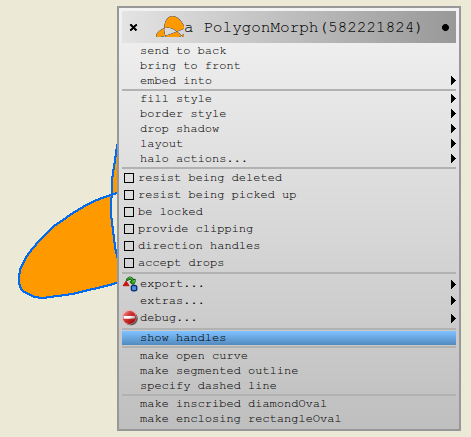 a PolygonMorph(582221824)
send to back
bring to front
embed into
fill style
border style
drop shadow
layout
halo actions...
resist being deleted
resist being picked up
be locked
provide clipping
direction handles
accept drops
export...
extras...
debug...
show handles
make open curve
make segmented outline
specify dashed line
make inscribed diamondOval
make enclosing rectangleOval